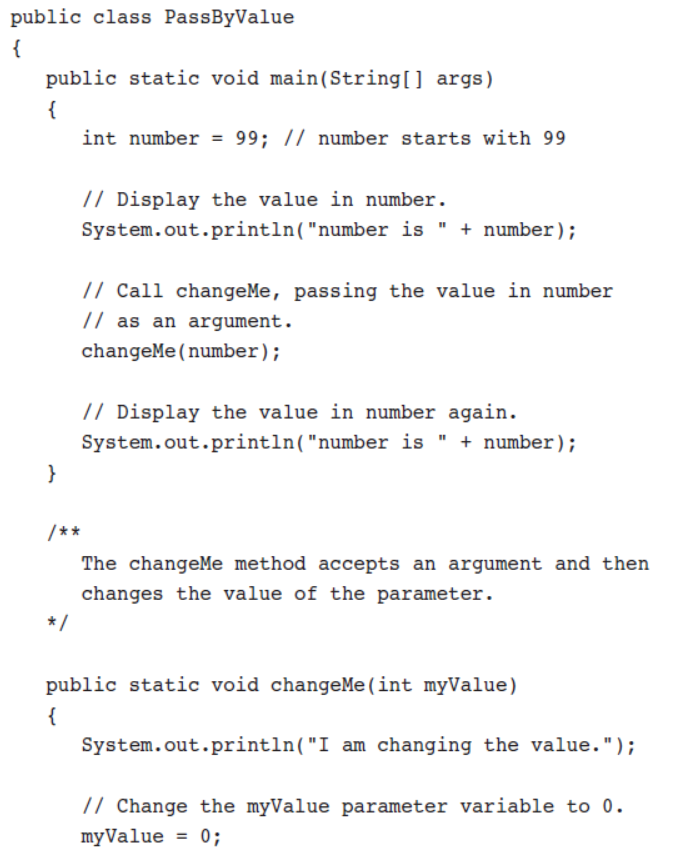 public class PassByValue
{
public static void main(String[] args)
{
int number = 99; // number starts with 99
// Display the value in number.
System.out.println("number is " + number);
// Call changeMe, passing the value in number
// as an argument.
changeMe(number);
// Display the value in number again.
System.out.println("number is " + number);
}
/**
The changeMe method accepts an argument and then
changes the value of the parameter.
*/
public static void changeMe(int myValue)
{
System.out.println("I am changing the value.");
// Change the myValue parameter variable to 0.
myValue = 0;